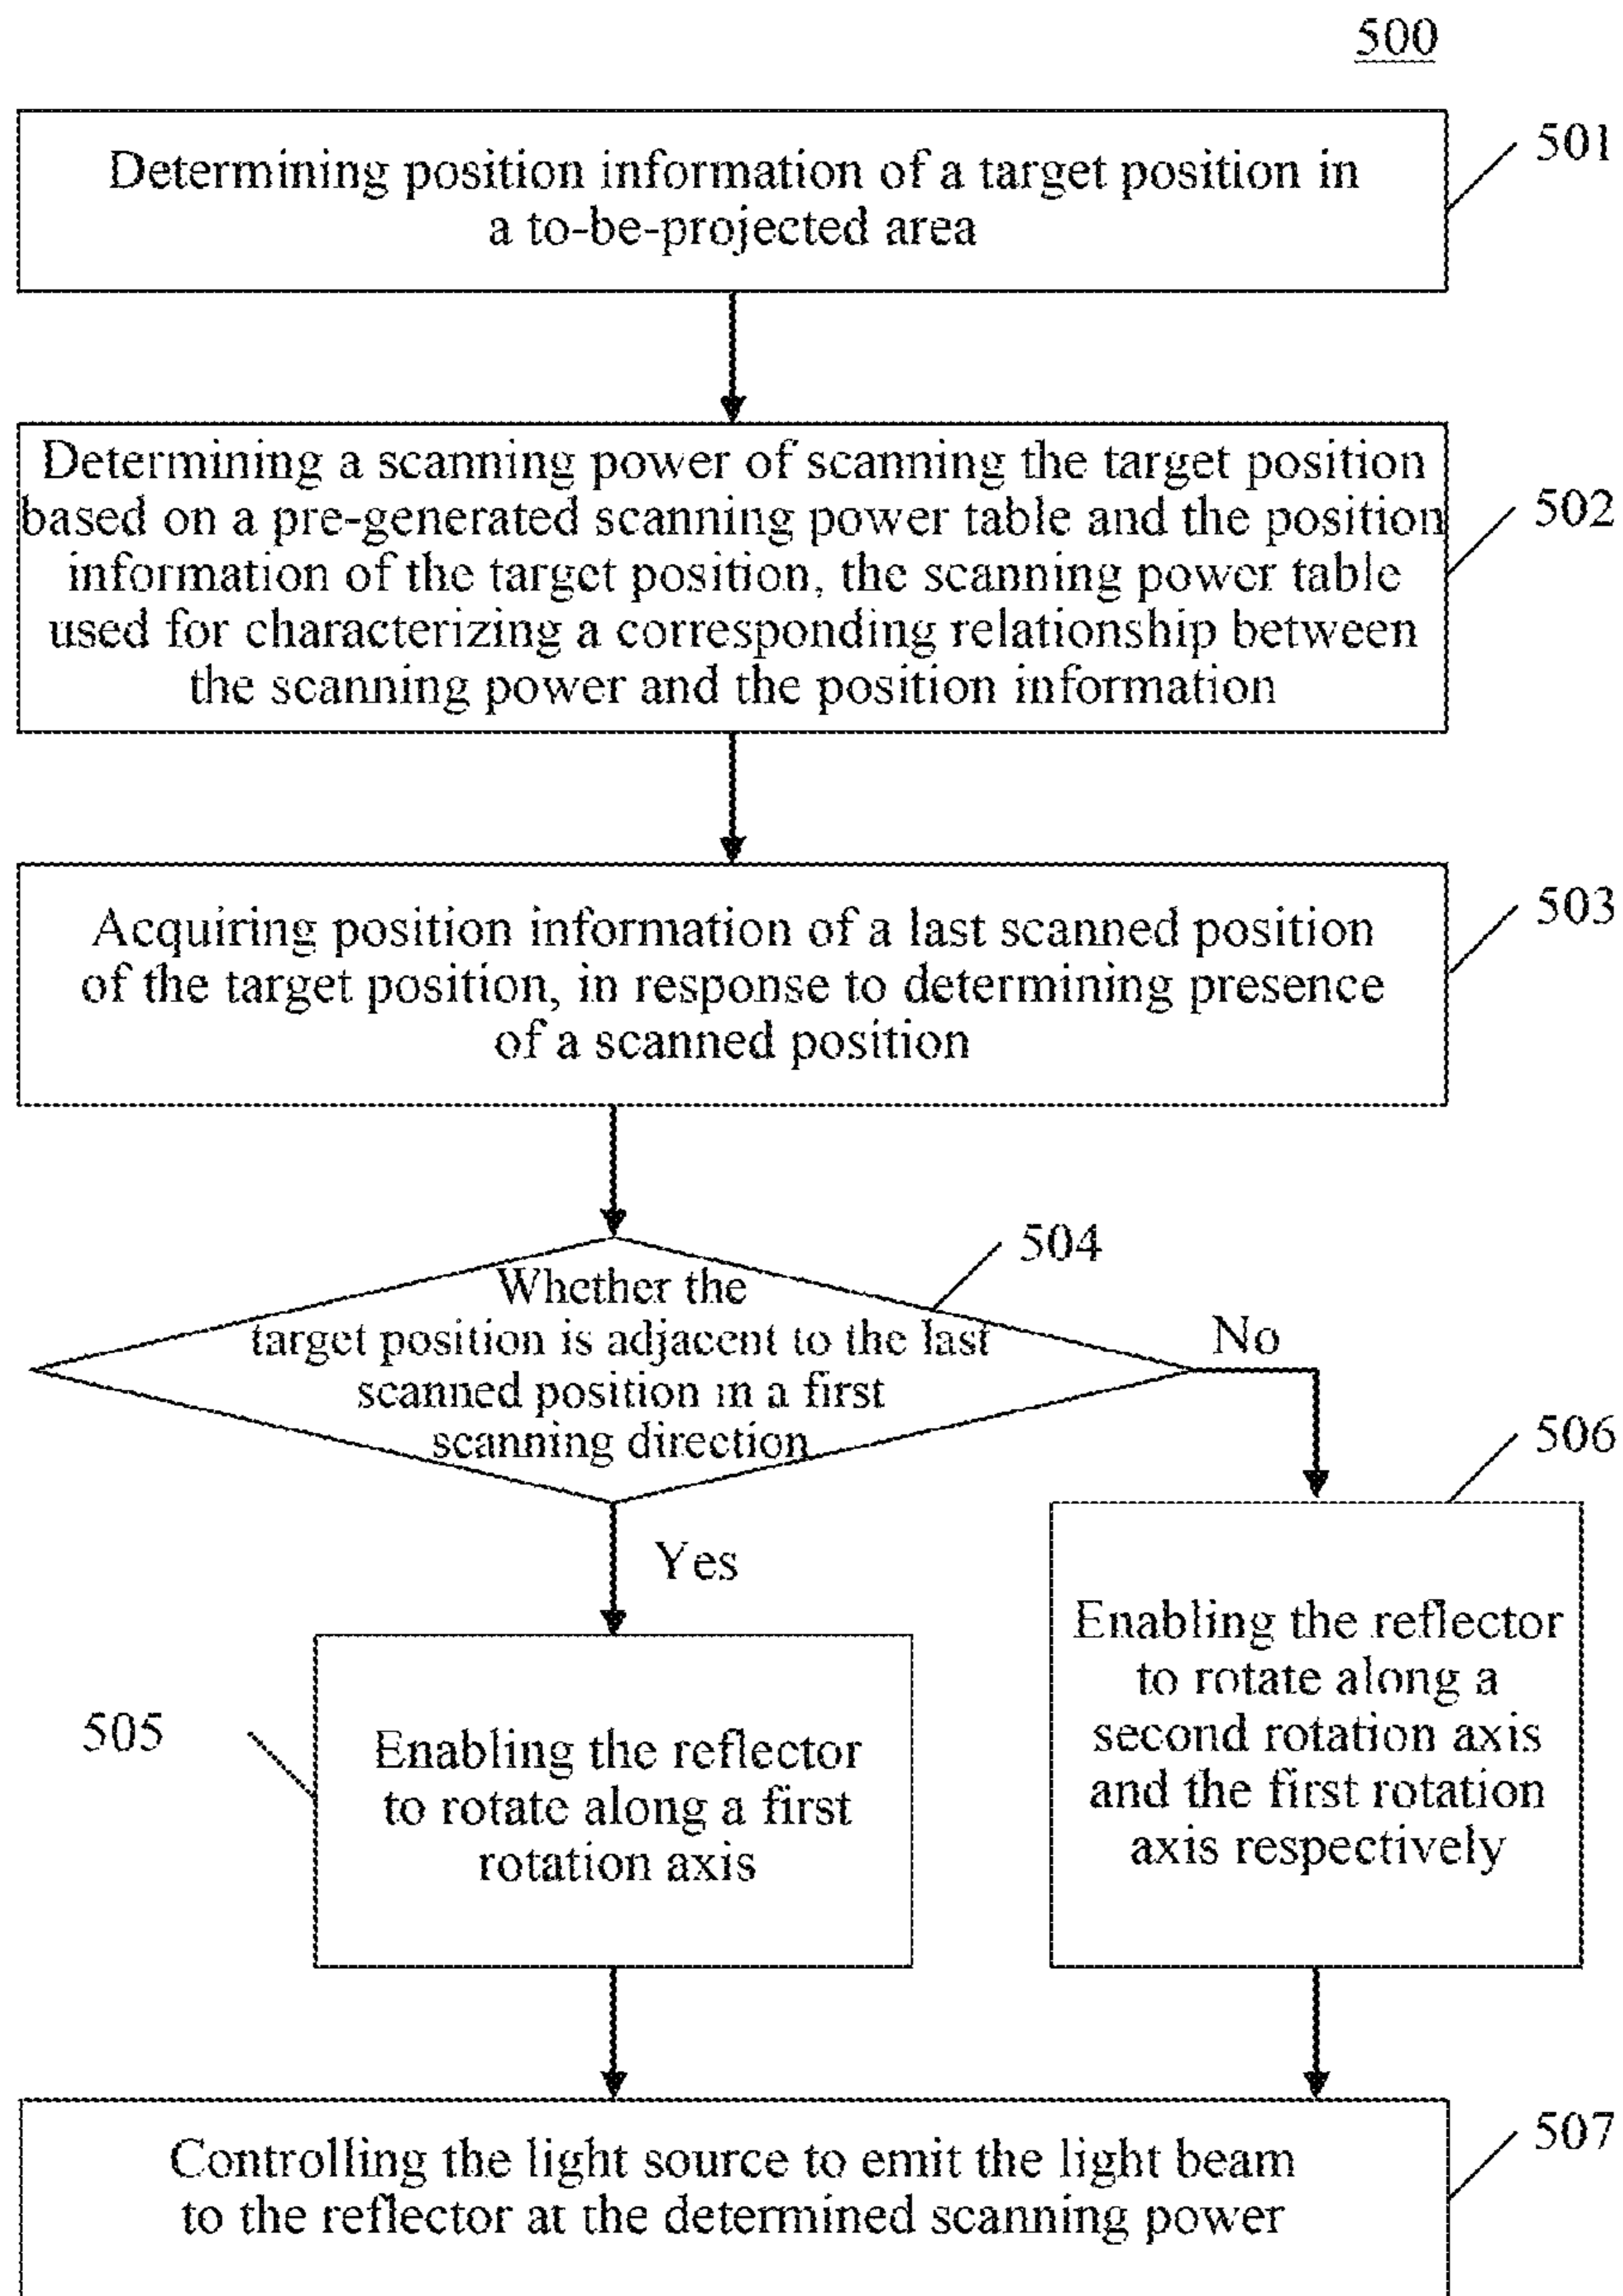 500
Determining position information of a target position in
a to-be-projected area
501
Determining a scanning power of scanning the target position
based on a pre-generated scanning power table and the position
information of the target position, the scanning power table
used for characterizing a corresponding relationship between
the scanning power and the position information
502
Acquiring position information of a last scanned position
of the target position, in response to determining presence
of a scanned position
503
504
Whether the
target position is adjacent to the last
scanned position in a first
scanning direction
No
Yes
506
505
Enabling the reflector
to rotate along a first
rotation axis
Enabling the reflector
to rotate along a
second rotation axis
and the first rotation
axis respectively
Controlling the light source to emit the light beam
to the reflector at the determined scanning power
507